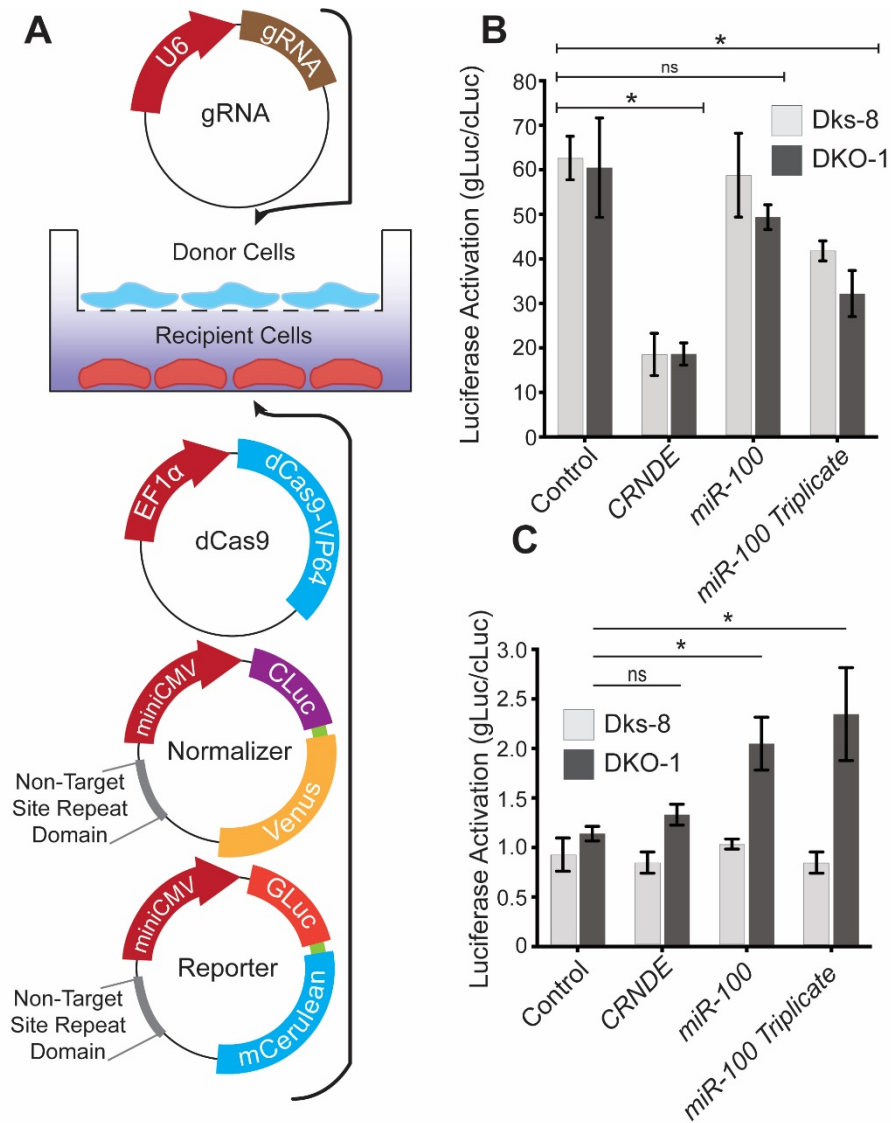 A
U6
gRNA
gRNA
Donor Cells
Recipient Cells
EF1α
dCas9-VP64
dCas9
miniCMV
CLuc
Normalizer
Venus
Non-Target
Site Repeat
Domain
miniCMV
GLuc
Reporter
mCerulean
Non-Target
Site Repeat
Domain
B
*
ns
*
Dks-8
DKO-1
Luciferase Activation (gLuc/cLuc)
80
70
60
50
40
30
20
10
0
Control
CRNDE
miR-100
miR-100 Triplicate
C
*
*
ns
Dks-8
DKO-1
Luciferase Activation (gLuc/cLuc)
3.0
2.5
2.0
1.5
1.0
0.5
0
Control
CRNDE
miR-100
miR-100 Triplicate